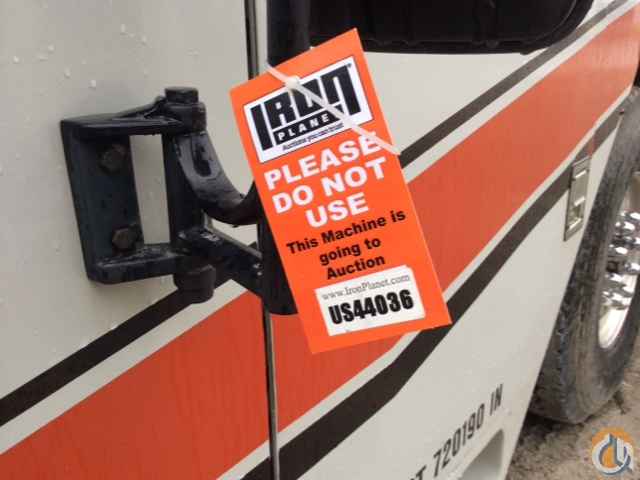 IRON
PLANET
Auctions you can trust
PLEASE
DO NOT
USE
This Machine is
going to
Auction
www.IronPlanet.com
US44036
T 720190 IN